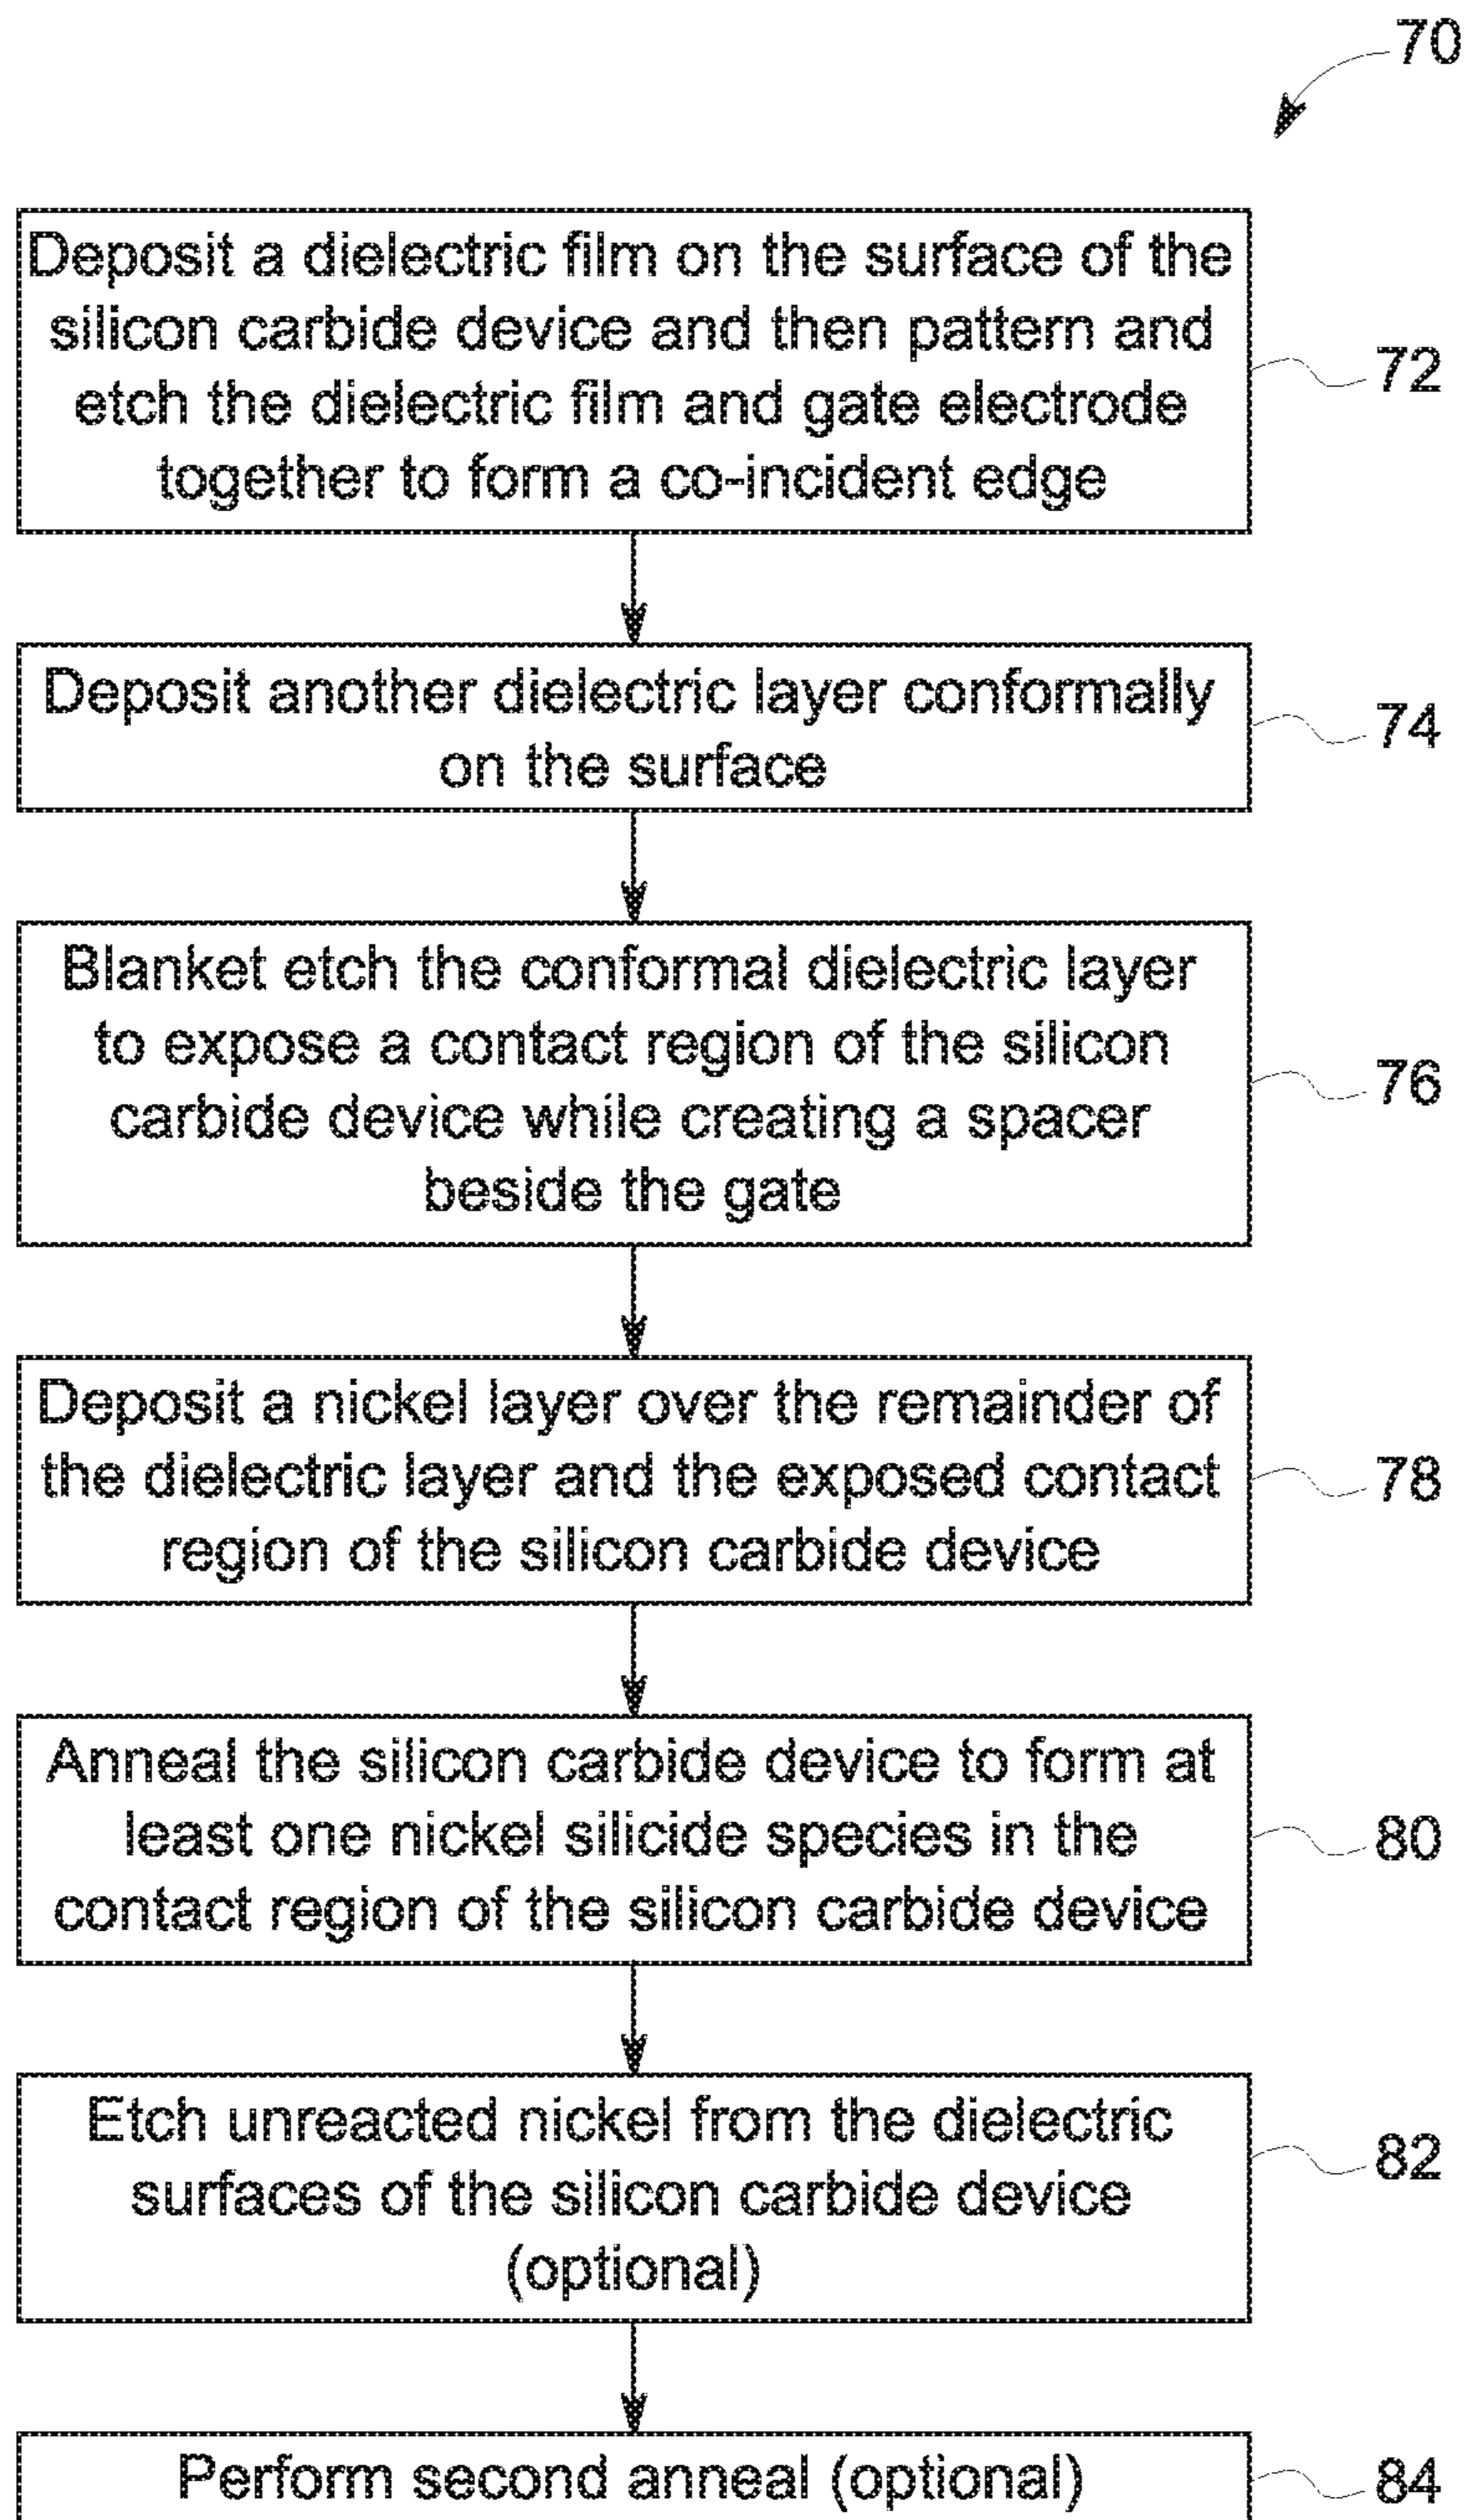 70
Deposit a dielectric film on the surface of the
silicon carbide device and then pattern and
etch the dielectric film and gate electrode
together to form a co-incident edge
72
Deposit another dielectric layer conformally
on the surface
74
Blanket etch the conformal dielectric layer
to expose a contact region of the silicon
carbide device while creating a spacer
beside the gate
76
Deposit a nickel layer over the remainder of
the dielectric layer and the exposed contact
region of the silicon carbide device
78
Anneal the silicon carbide device to form at
least one nickel silicide species in the
contact region of the silicon carbide device
80
Etch unreacted nickel from the dielectric
surfaces of the silicon carbide device
(optional)
82
Perform second anneal (optional)
84